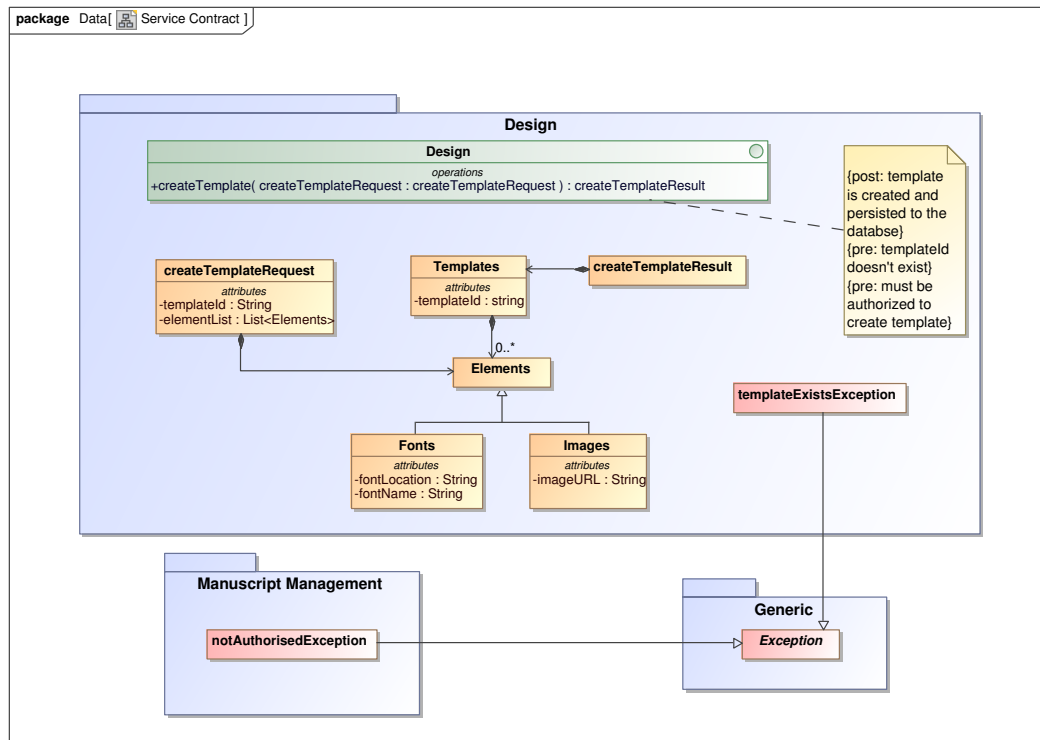 package Data[ Service Contract ]
Design
Design
operations
+createTemplate( createTemplateRequest : createTemplateRequest ) : createTemplateResult
{post: template
is created and
persisted to the
databse}
{pre: templateId
doesn't exist}
{pre: must be
authorized to
create template}
createTemplateRequest
attributes
-templateId : String
-elementList : List<Elements>
Templates
attributes
-templateId : string
createTemplateResult
0..*
Elements
templateExistsException
Fonts
attributes
-fontLocation : String
-fontName : String
Images
attributes
-imageURL : String
Manuscript Management
notAuthorisedException
Generic
Exception